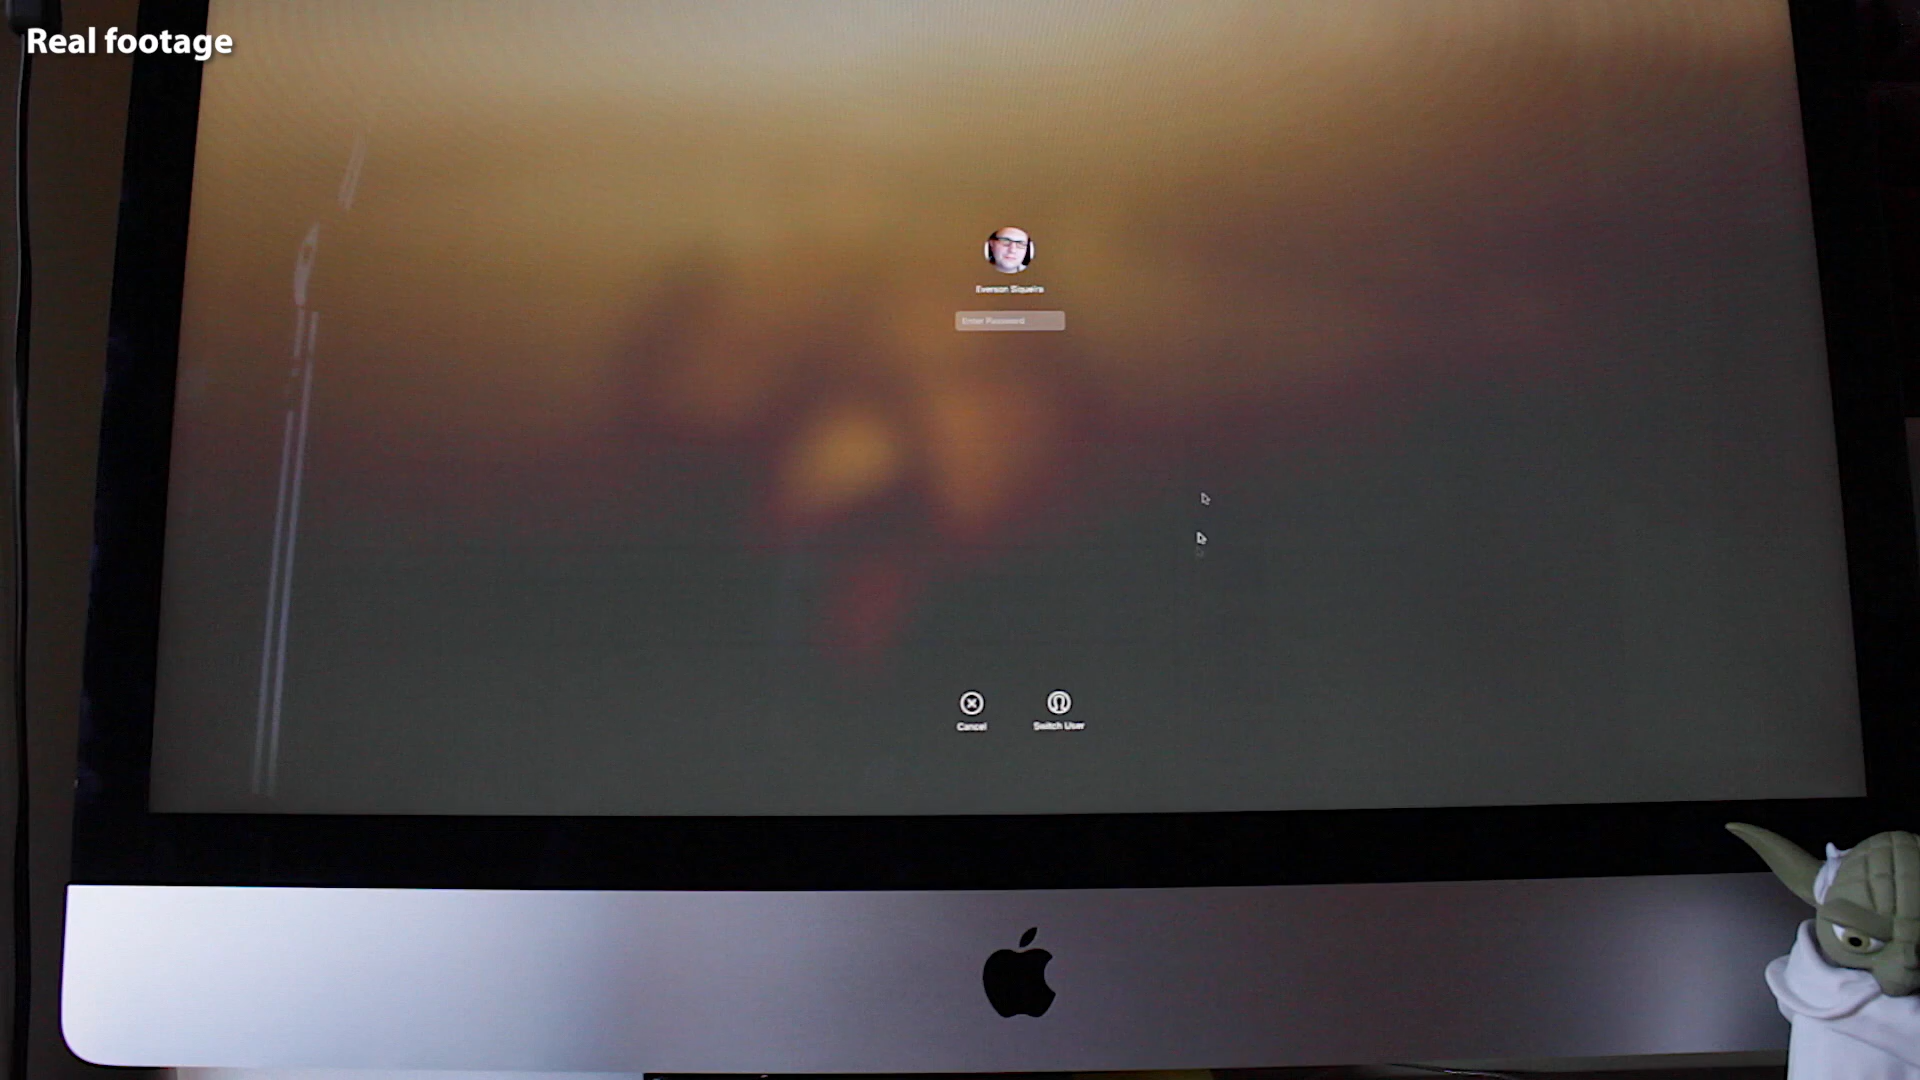 Real footage
Everson Siqueira
Enter Password
Cancel
Switch User